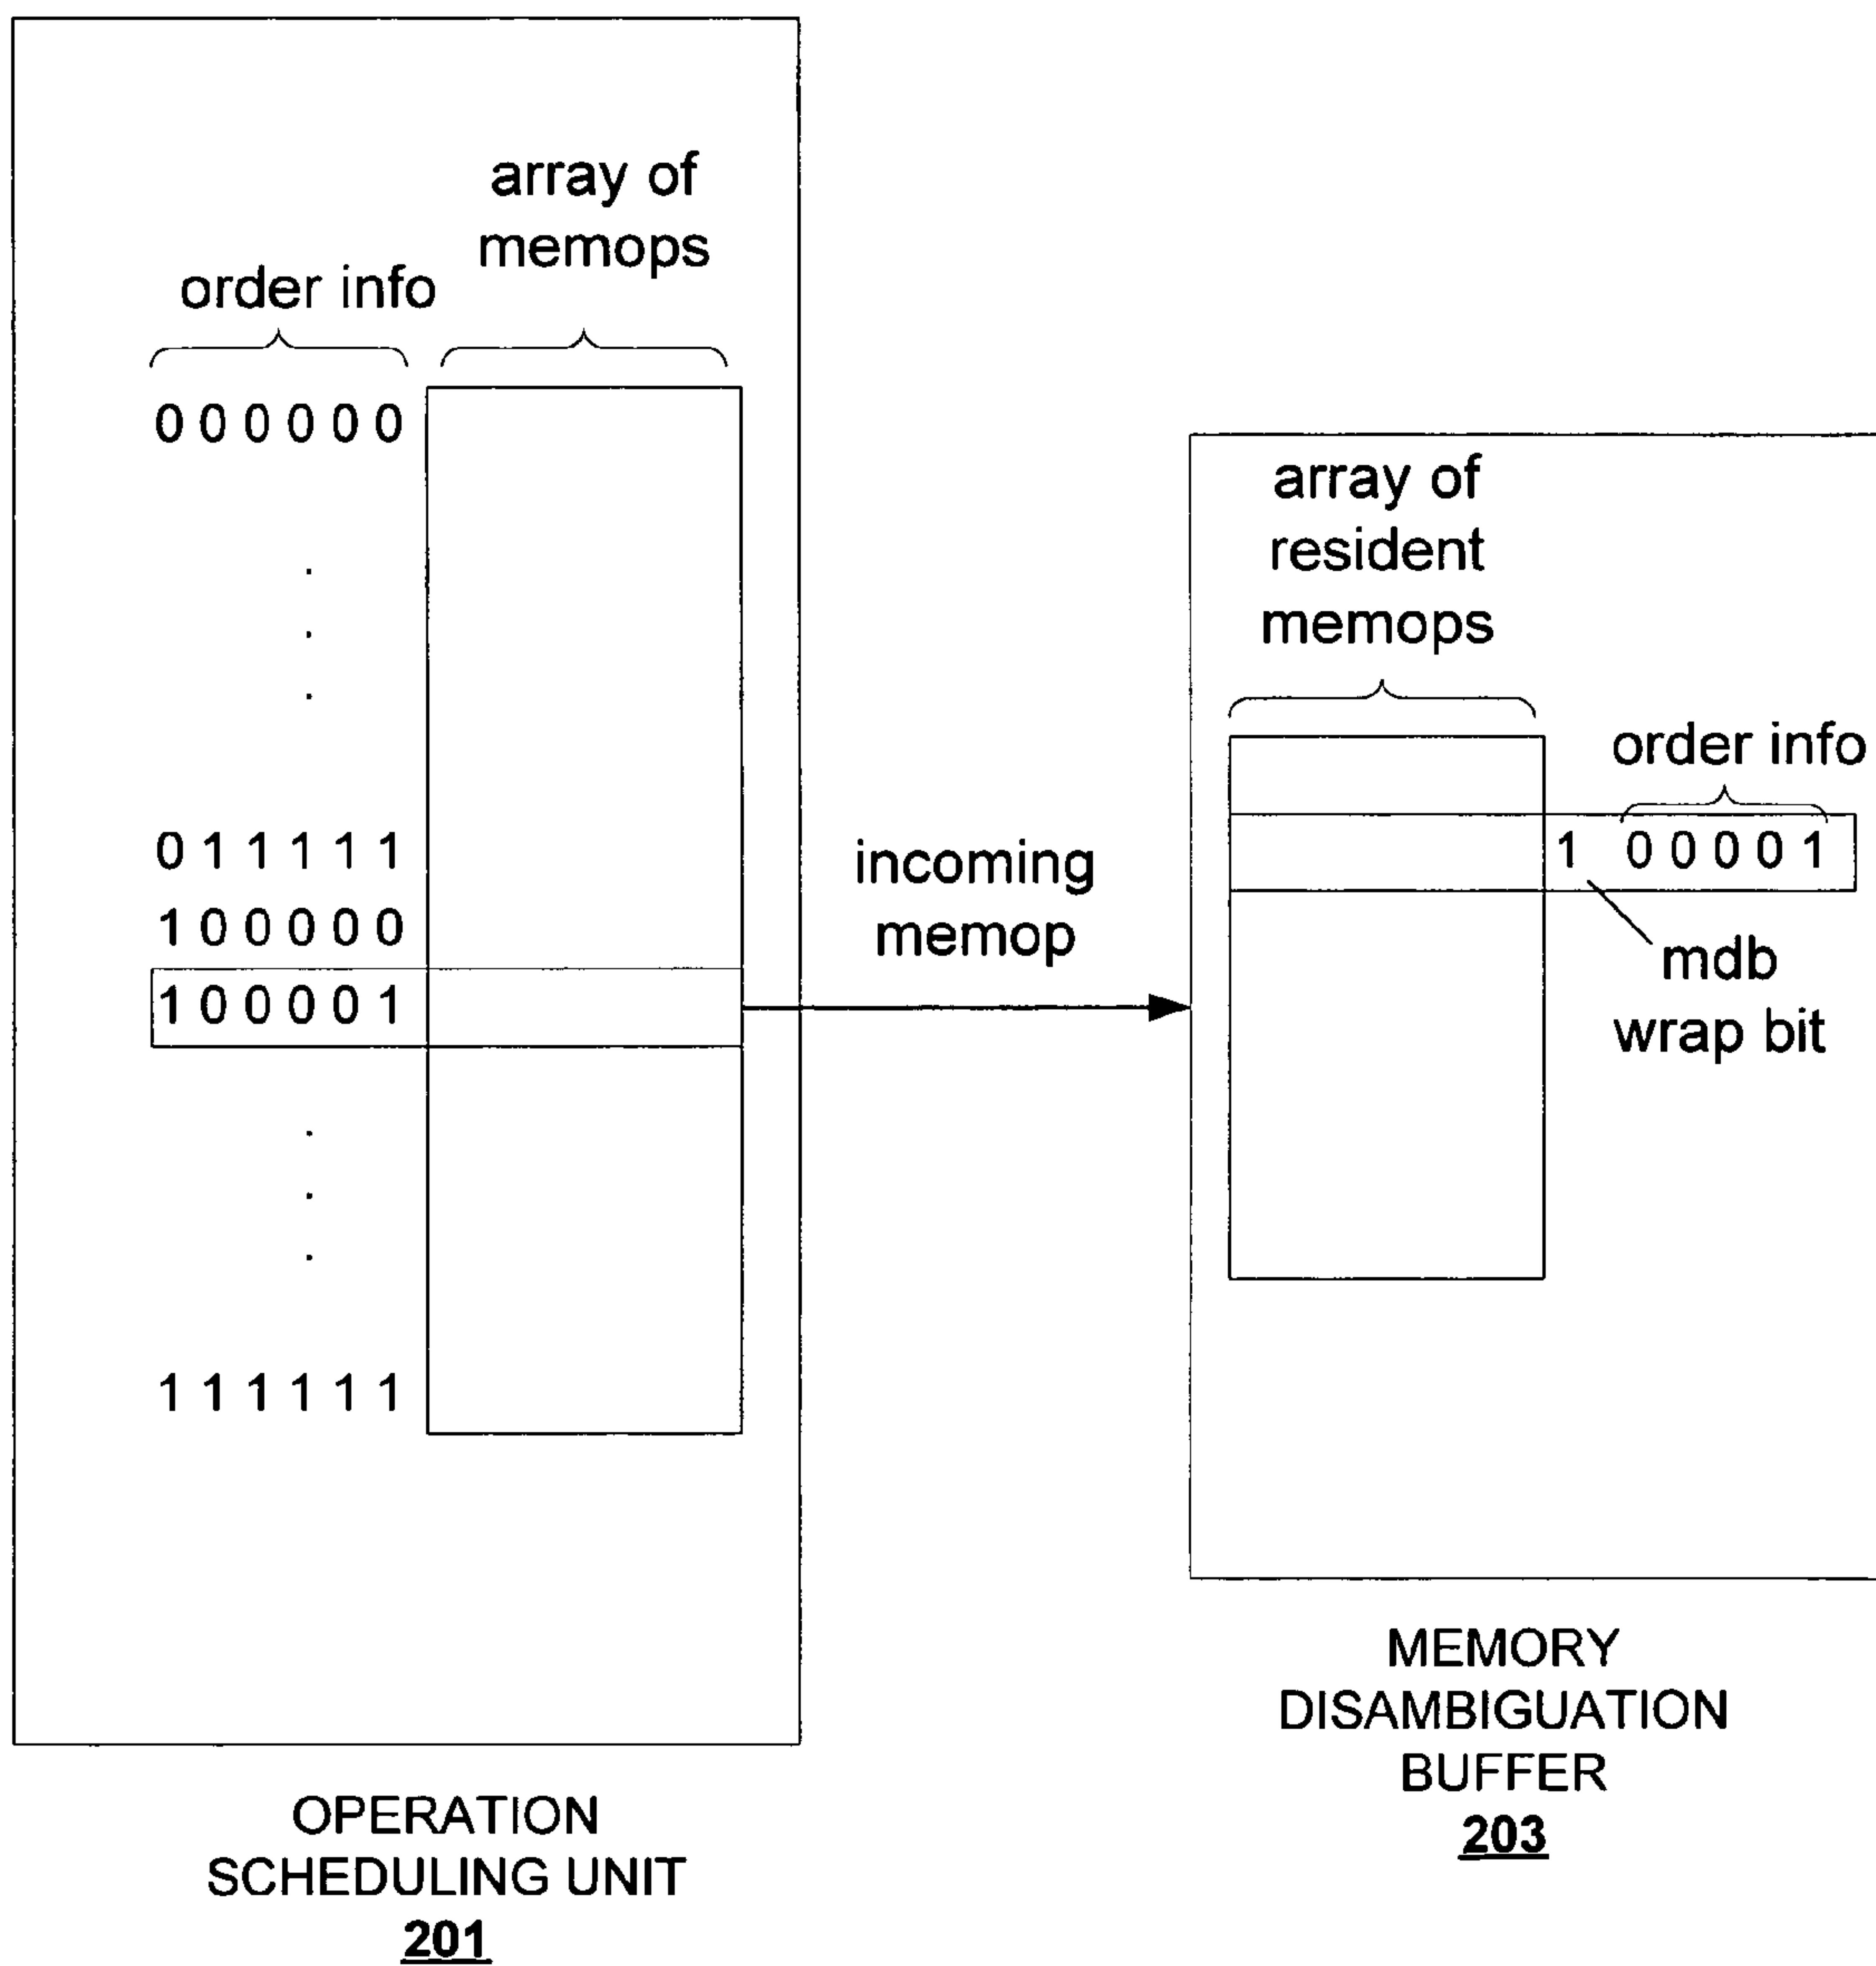 array of
memops
order info
0 0 0 0 0 0
0 1 1 1 1 1
1 0 0 0 0 0
1 0 0 0 0 1
1 1 1 1 1 1
OPERATION
SCHEDULING UNIT
201
incoming
memop
array of
resident
memops
order info
1 0 0 0 0 1
mdb
wrap bit
MEMORY
DISAMBIGUATION
BUFFER
203